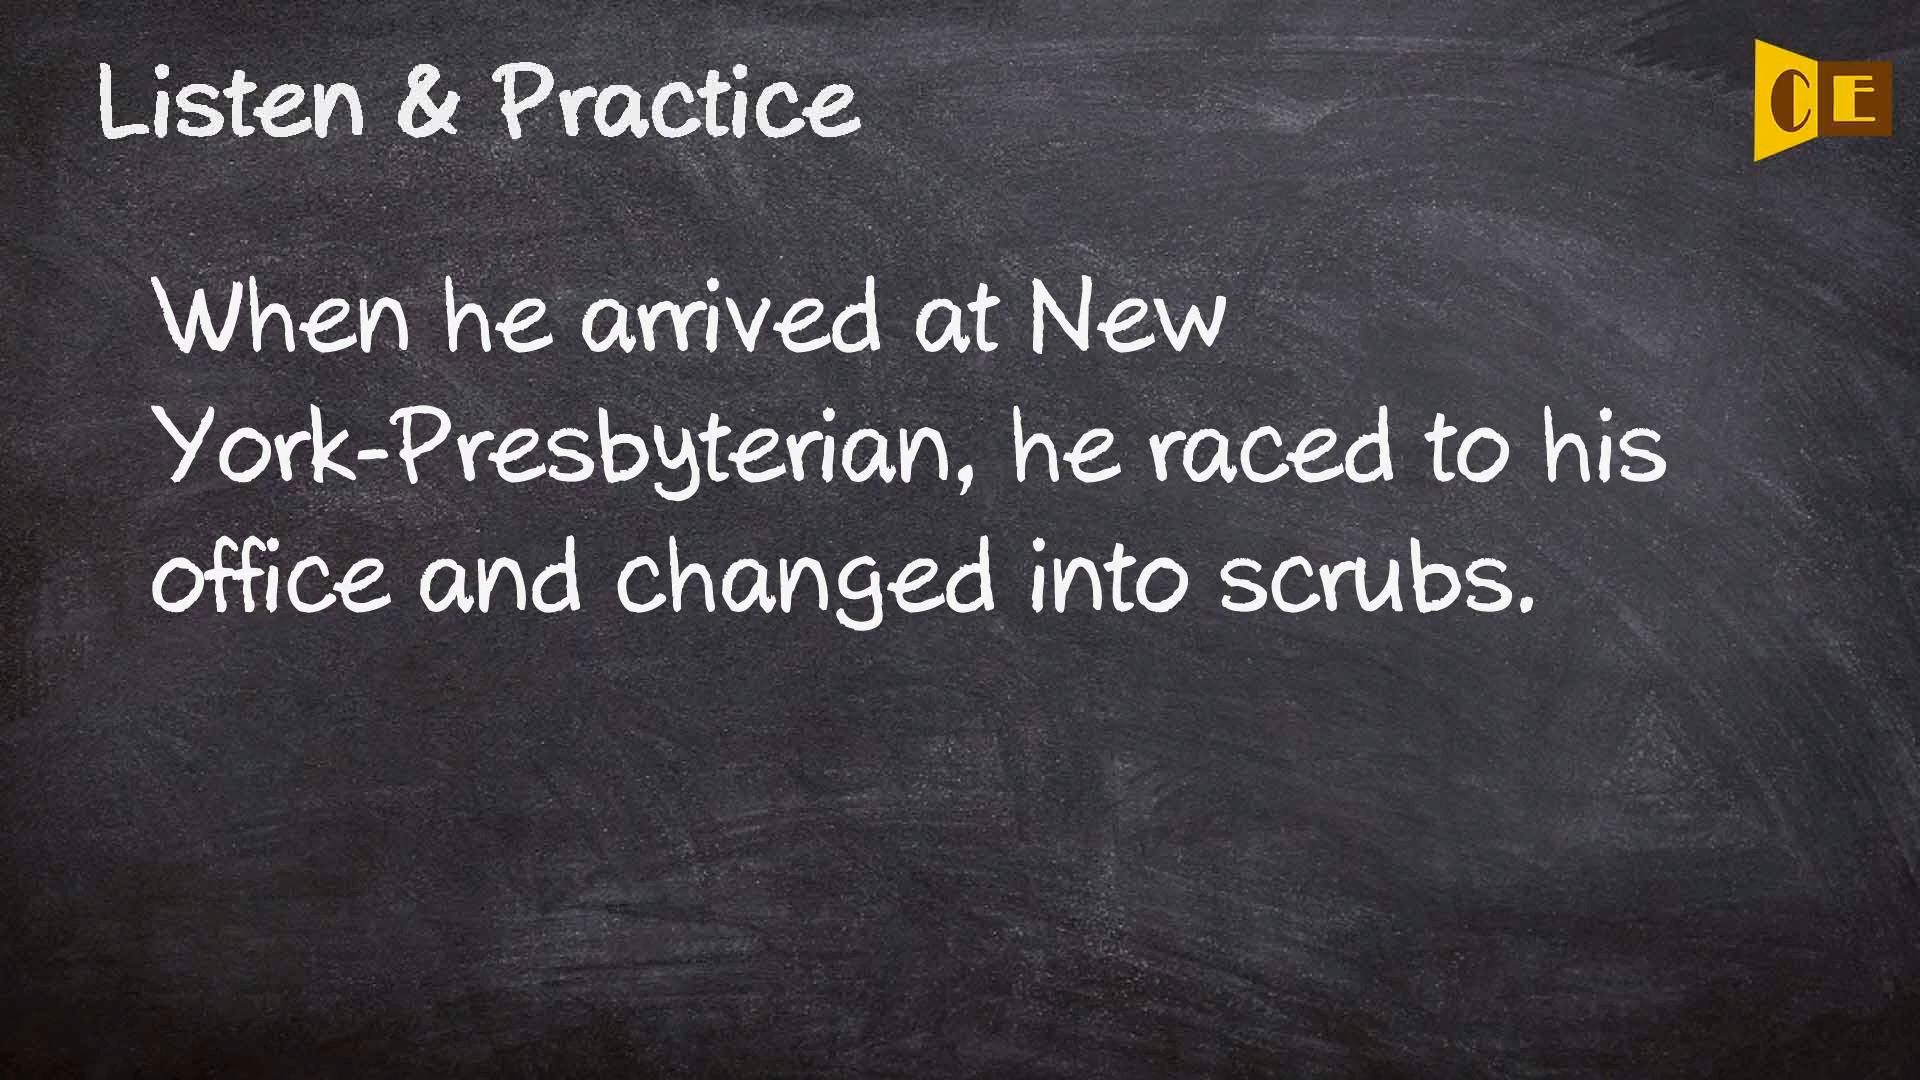 Listen & Practice
CE
When he arrived at New
York-Presbyterian, he raced to his
office and changed into scrubs.